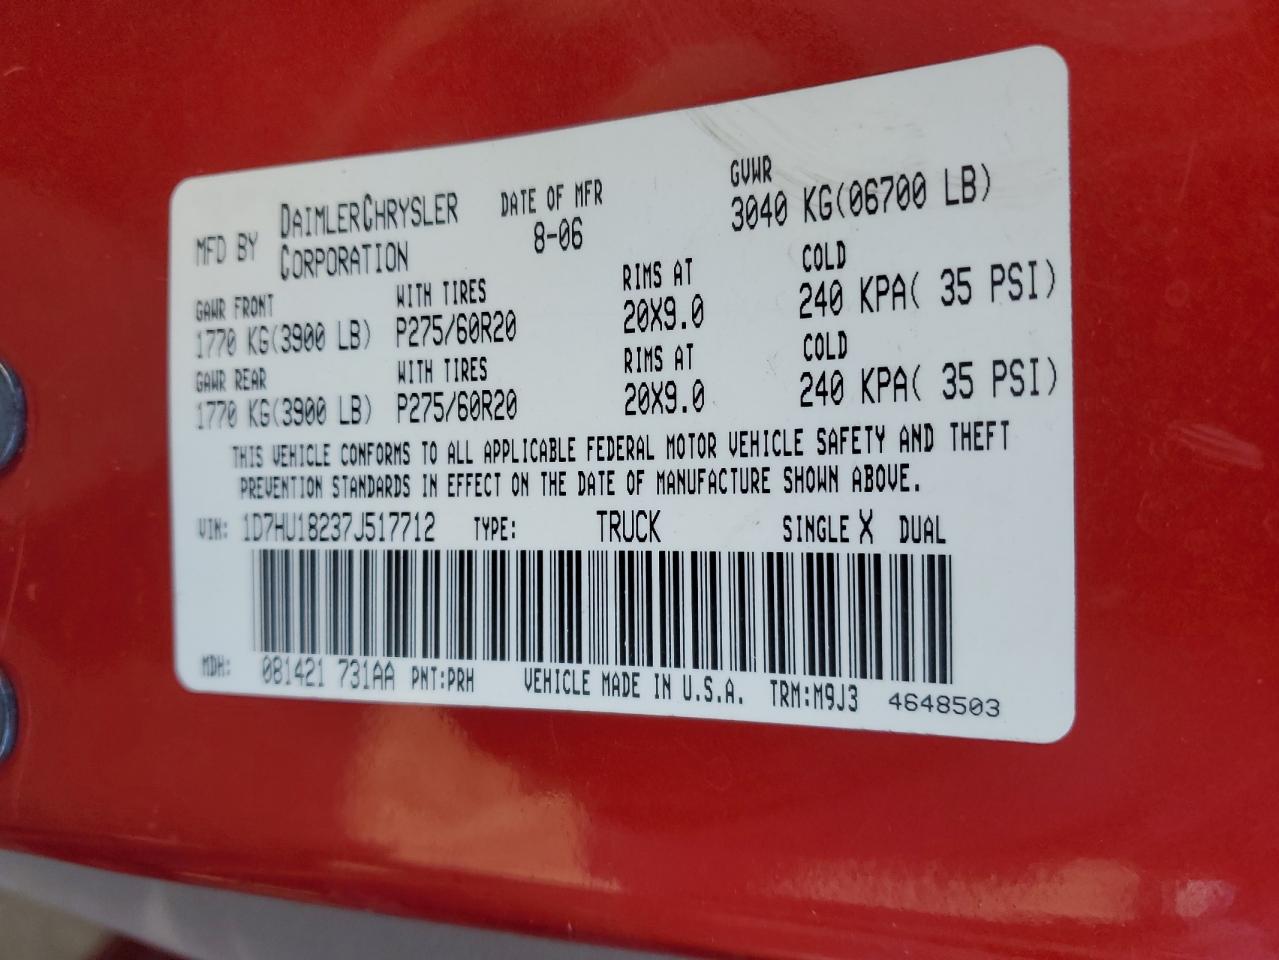 MFD BY DAIMLERCHRYSLER CORPORATION DATE OF MFR 8-06 GVWR 3040 KG(06700 LB)
GAWR FRONT WITH TIRES RIMS AT COLD
1770 KG(3900 LB) P275/60R20 20X9.0 240 KPA( 35 PSI)
GAWR REAR WITH TIRES RIMS AT COLD
1770 KG(3900 LB) P275/60R20 20X9.0 240 KPA( 35 PSI)
THIS VEHICLE CONFORMS TO ALL APPLICABLE FEDERAL MOTOR VEHICLE SAFETY AND THEFT
PREVENTION STANDARDS IN EFFECT ON THE DATE OF MANUFACTURE SHOWN ABOVE.
VIN: 1D7HU18237J517712 TYPE: TRUCK SINGLE X DUAL
MDH: 081421 731AA PNT:PRH VEHICLE MADE IN U.S.A. TRM:M9J3 4648503